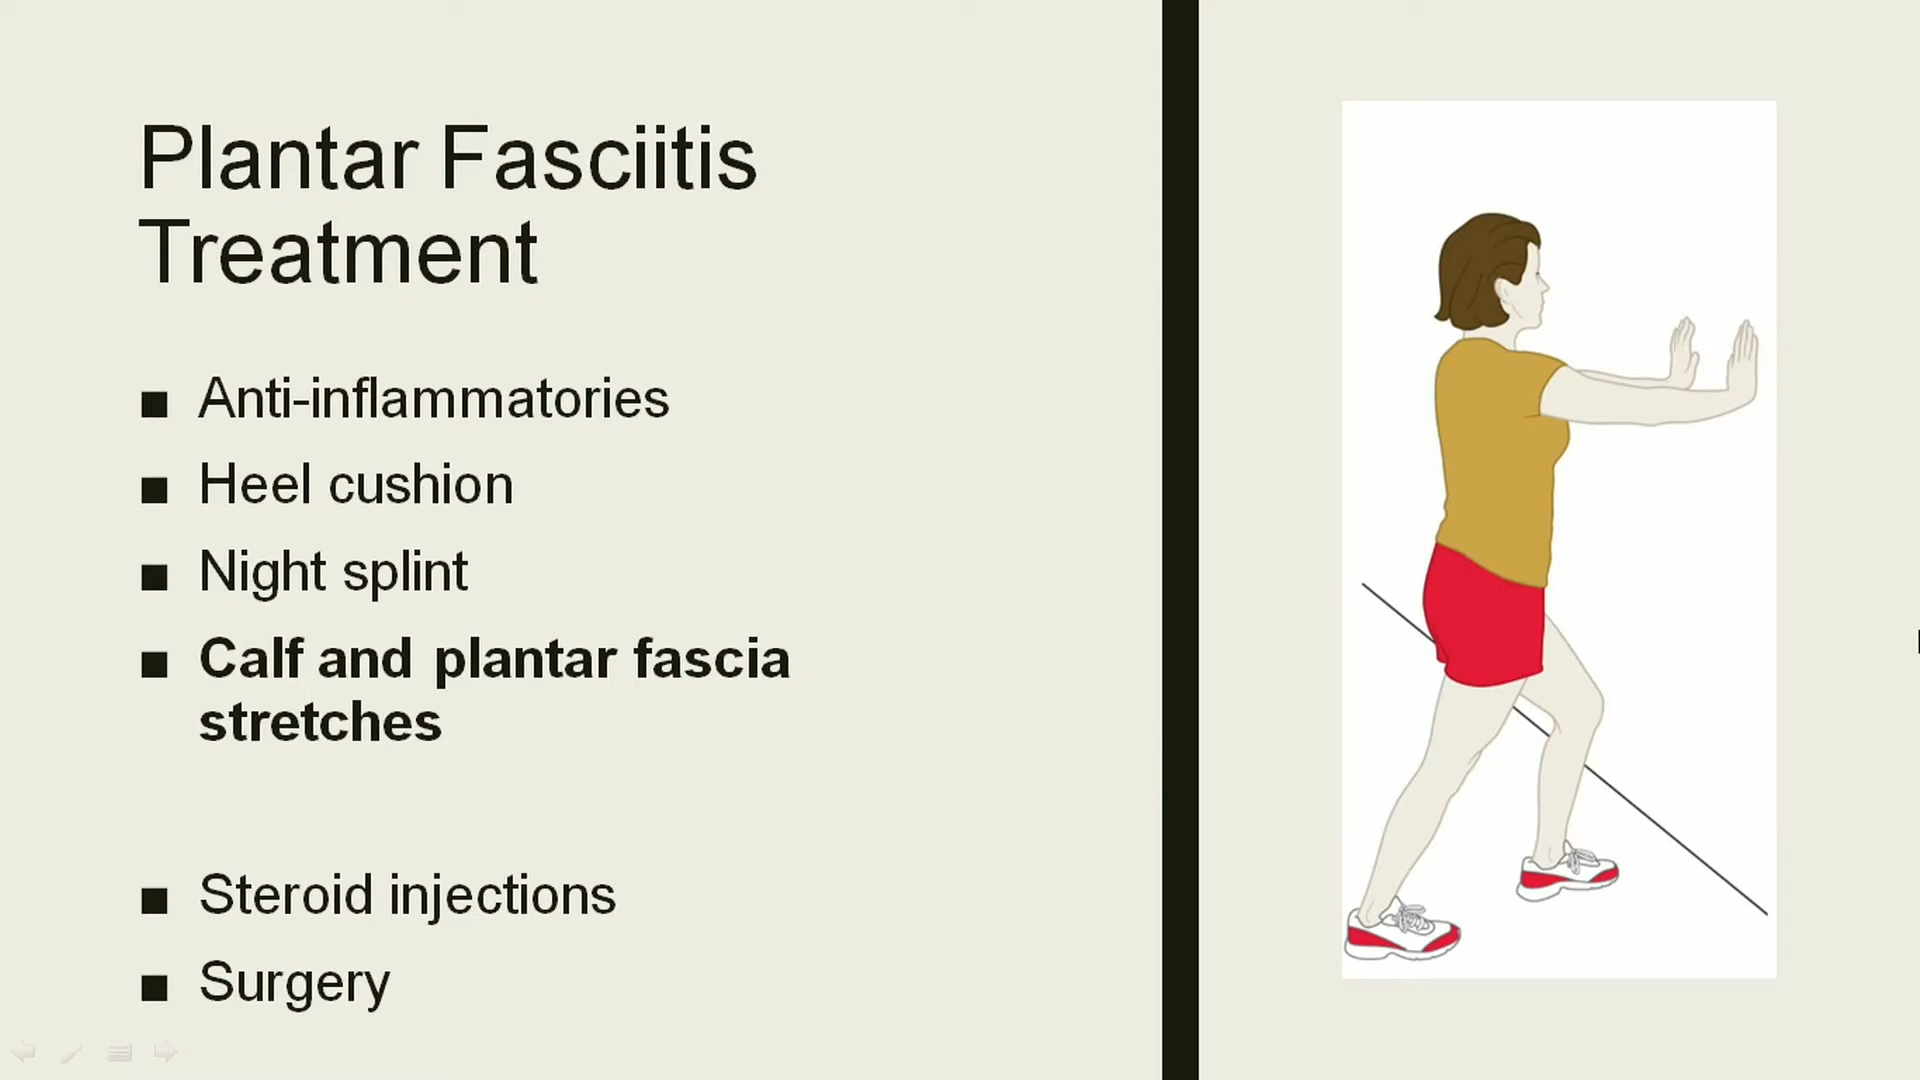 Plantar Fasciitis
Treatment
■ Anti-inflammatories
■ Heel cushion
■ Night splint
■ Calf and plantar fascia
stretches
■ Steroid injections
■ Surgery